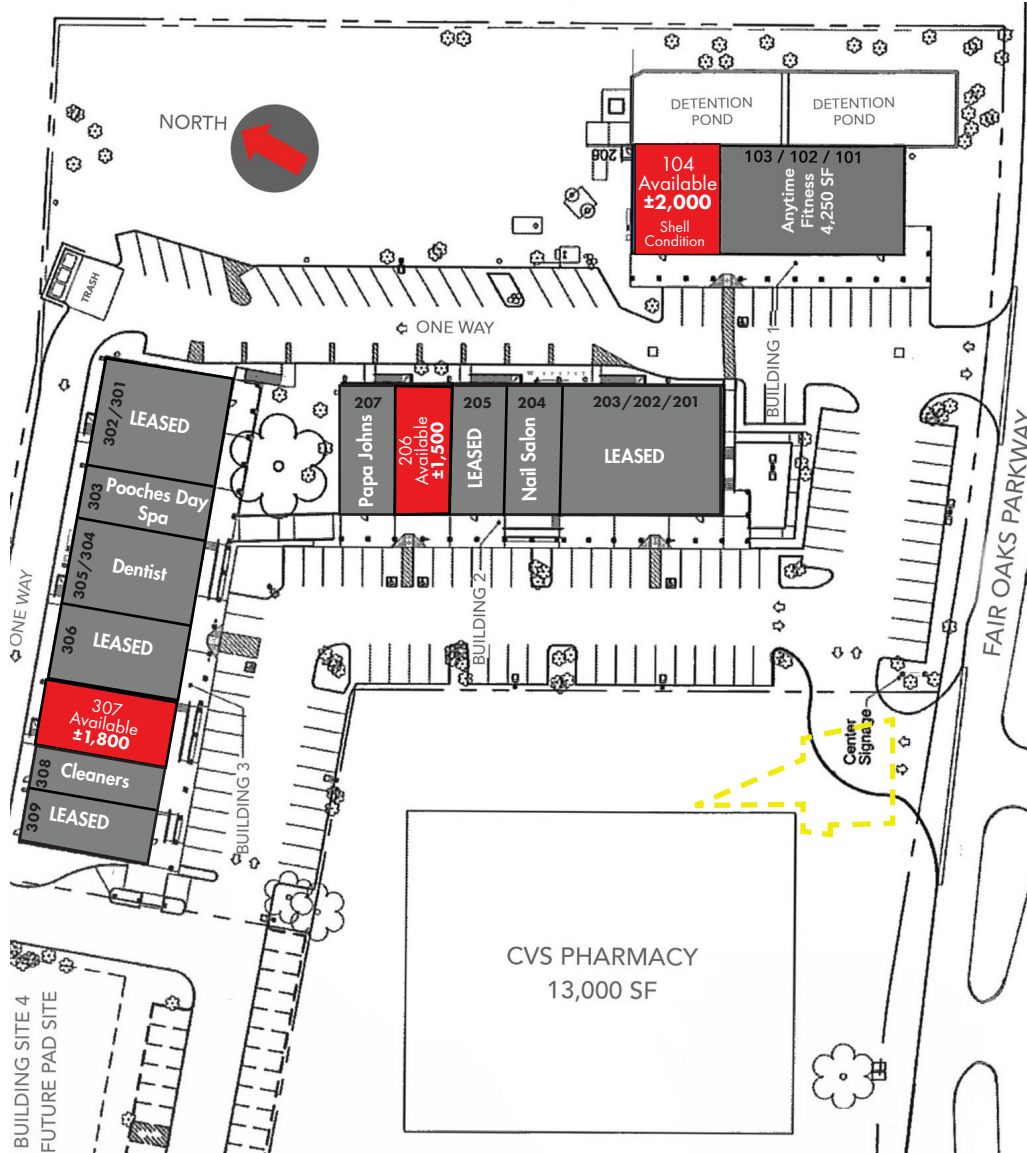 NORTH
DETENTION
POND
DETENTION
POND
208
104
Available
±2,000
Shell
Condition
103 / 102 / 101
Anytime
Fitness
4,250 SF
TRASH
ONE WAY
BUILDING 1
302/301
LEASED
303
Pooches Day
Spa
305/304
Dentist
306
LEASED
307
Available
±1,800
308
Cleaners
309
LEASED
207
Papa Johns
206
Available
±1,500
205
LEASED
204
Nail Salons
203/202/201
LEASED
BUILDING 2
BUILDING 3
ONE WAY
FAIR OAKS PARKWAY
Center
Signage
CVS PHARMACY
13,000 SF
BUILDING SITE 4
FUTURE PAD SITE